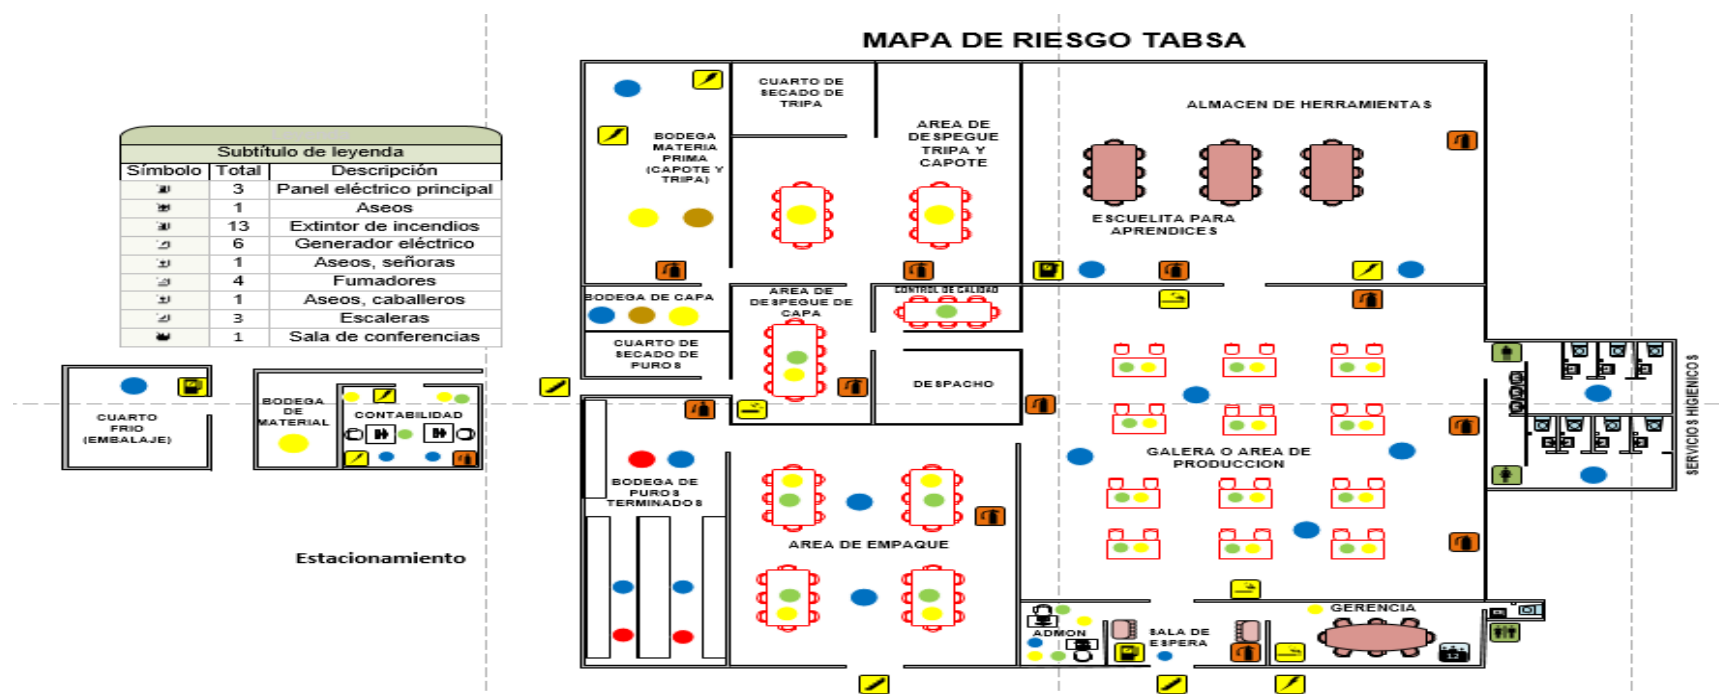 MAPA DE RIESGO TABSA
Subtítulo de leyenda
Símbolo Total Descripción
3 Panel eléctrico principal
1 Aseos
13 Extintor de incendios
6 Generador eléctrico
1 Aseos, señoras
4 Fumadores
1 Aseos, caballeros
3 Escaleras
1 Sala de conferencias
CUARTO DE
SECADO DE
TRIPA
BODEGA
MATERIA
PRIMA
(CAPOTE Y
TRIPA)
AREA DE
DESPEGUE
TRIPA Y
CAPOTE
ALMACEN DE HERRAMIENTAS
ESCUELITA PARA
APRENDICES
BODEGA DE CAPA
AREA DE
DESPEGUE DE
CAPA
CONTROL DE CALIDAD
CUARTO DE
SECADO DE
PUROS
DESPACHO
CUARTO
FRIO
(EMBALAJE)
BODEGA
DE
MATERIAL
CONTABILIDAD
SERVICIOS HIGIENICOS
GALERA O AREA DE
PRODUCCION
BODEGA DE
PUROS
TERMINADOS
AREA DE EMPAQUE
Estacionamiento
ADMON
SALA DE
ESPERA
GERENCIA
12